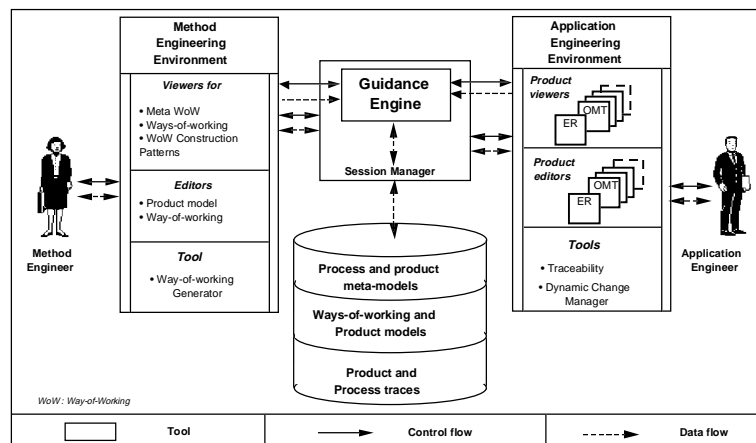 Method
Engineering
Environment
Viewers for
• Meta WoW
• Ways-of-working
• WoW Construction
Patterns
Editors
• Product model
• Way-of-working
Tool
• Way-of-working
Generator
Method
Engineer
Guidance
Engine
Session Manager
Process and product
meta-models
Ways-of-working and
Product models
Product and
Process traces
Application
Engineering
Environment
Product
viewers
OMT
ER
Product
editors
OMT
ER
Tools
• Traceability
• Dynamic Change
Manager
Application
Engineer
WoW : Way-of-Working
Tool
Control flow
Data flow